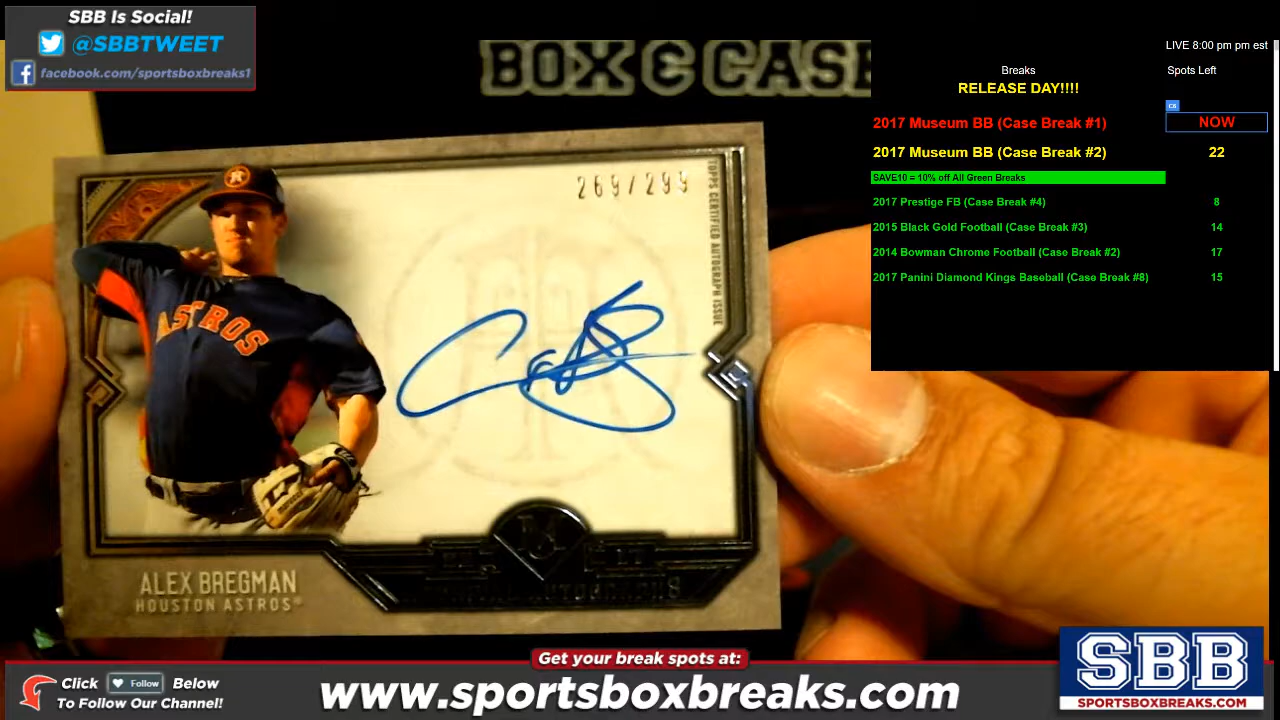 SBB Is Social!
@SBBTWEET
facebook.com/sportsboxbreaks1
BOX & CASE
LIVE 8:00 pm pm est
Breaks
Spots Left
RELEASE DAY!!!!
2017 Museum BB (Case Break #1)
NOW
2017 Museum BB (Case Break #2)
22
SAVE10 = 10% off All Green Breaks
2017 Prestige FB (Case Break #4)
8
2015 Black Gold Football (Case Break #3)
14
2014 Bowman Chrome Football (Case Break #2)
17
2017 Panini Diamond Kings Baseball (Case Break #8)
15
269/299
TOPPS CERTIFIED AUTOGRAPH ISSUE
ASTROS
ALEX BREGMAN
HOUSTON ASTROS®
Get your break spots at:
Click Follow Below
To Follow Our Channel!
www.sportsboxbreaks.com
SBB
SPORTSBOXBREAKS.COM